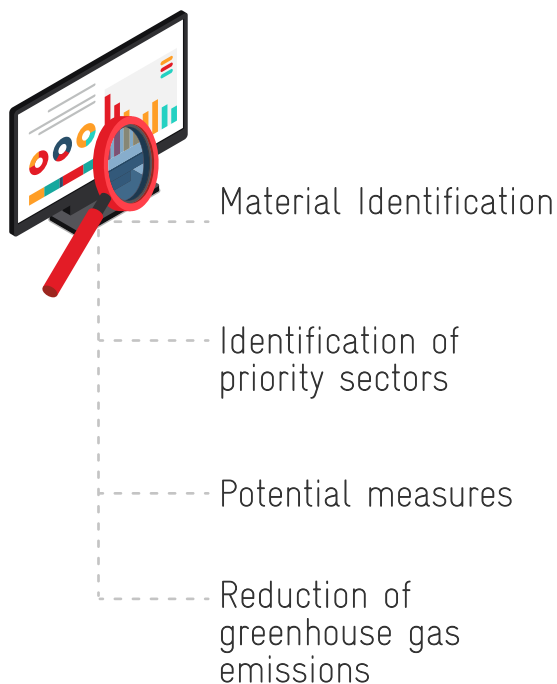 Material Identification
Identification of
priority sectors
Potential measures
Reduction of
greenhouse gas
emissions